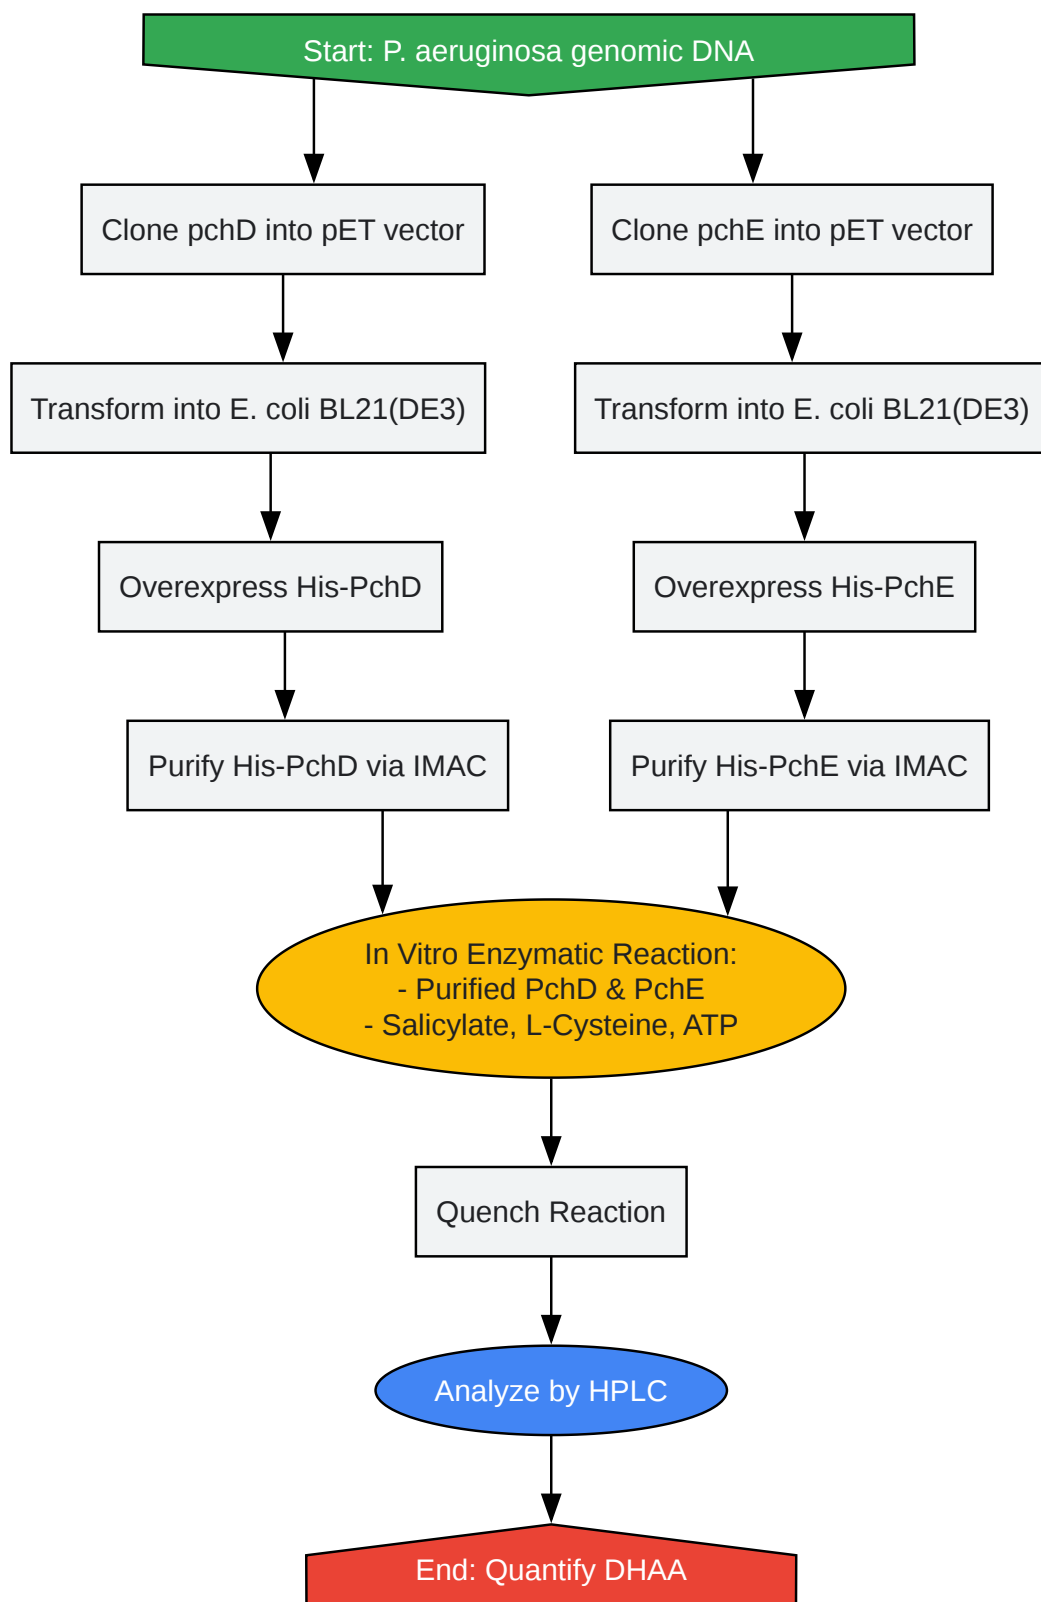 Start: P. aeruginosa genomic DNA
Clone pchD into pET vector
Clone pchE into pET vector
Transform into E. coli BL21(DE3)
Transform into E. coli BL21(DE3)
Overexpress His-PchD
Overexpress His-PchE
Purify His-PchD via IMAC
Purify His-PchE via IMAC
In Vitro Enzymatic Reaction:
- Purified PchD & PchE
- Salicylate, L-Cysteine, ATP
Quench Reaction
Analyze by HPLC
End: Quantify DHAA